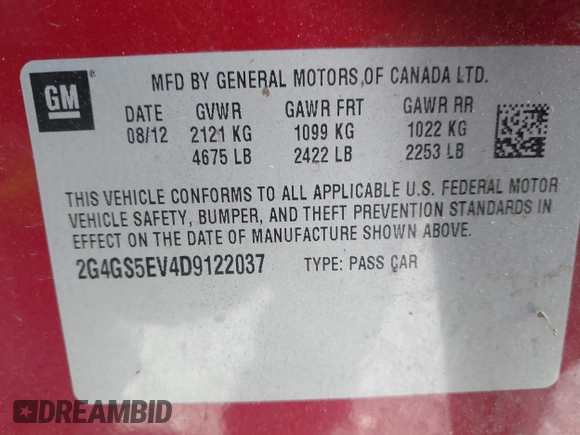 GM ®
MFD BY GENERAL MOTORS OF CANADA LTD.
DATE GVWR GAWR FRT GAWR RR
08/12 2121 KG 1099 KG 1022 KG
4675 LB 2422 LB 2253 LB
THIS VEHICLE CONFORMS TO ALL APPLICABLE U.S. FEDERAL MOTOR
VEHICLE SAFETY, BUMPER, AND THEFT PREVENTION STANDARDS IN
EFFECT ON THE DATE OF MANUFACTURE SHOWN ABOVE.
2G4GS5EV4D9122037 TYPE: PASS CAR
DREAMBID